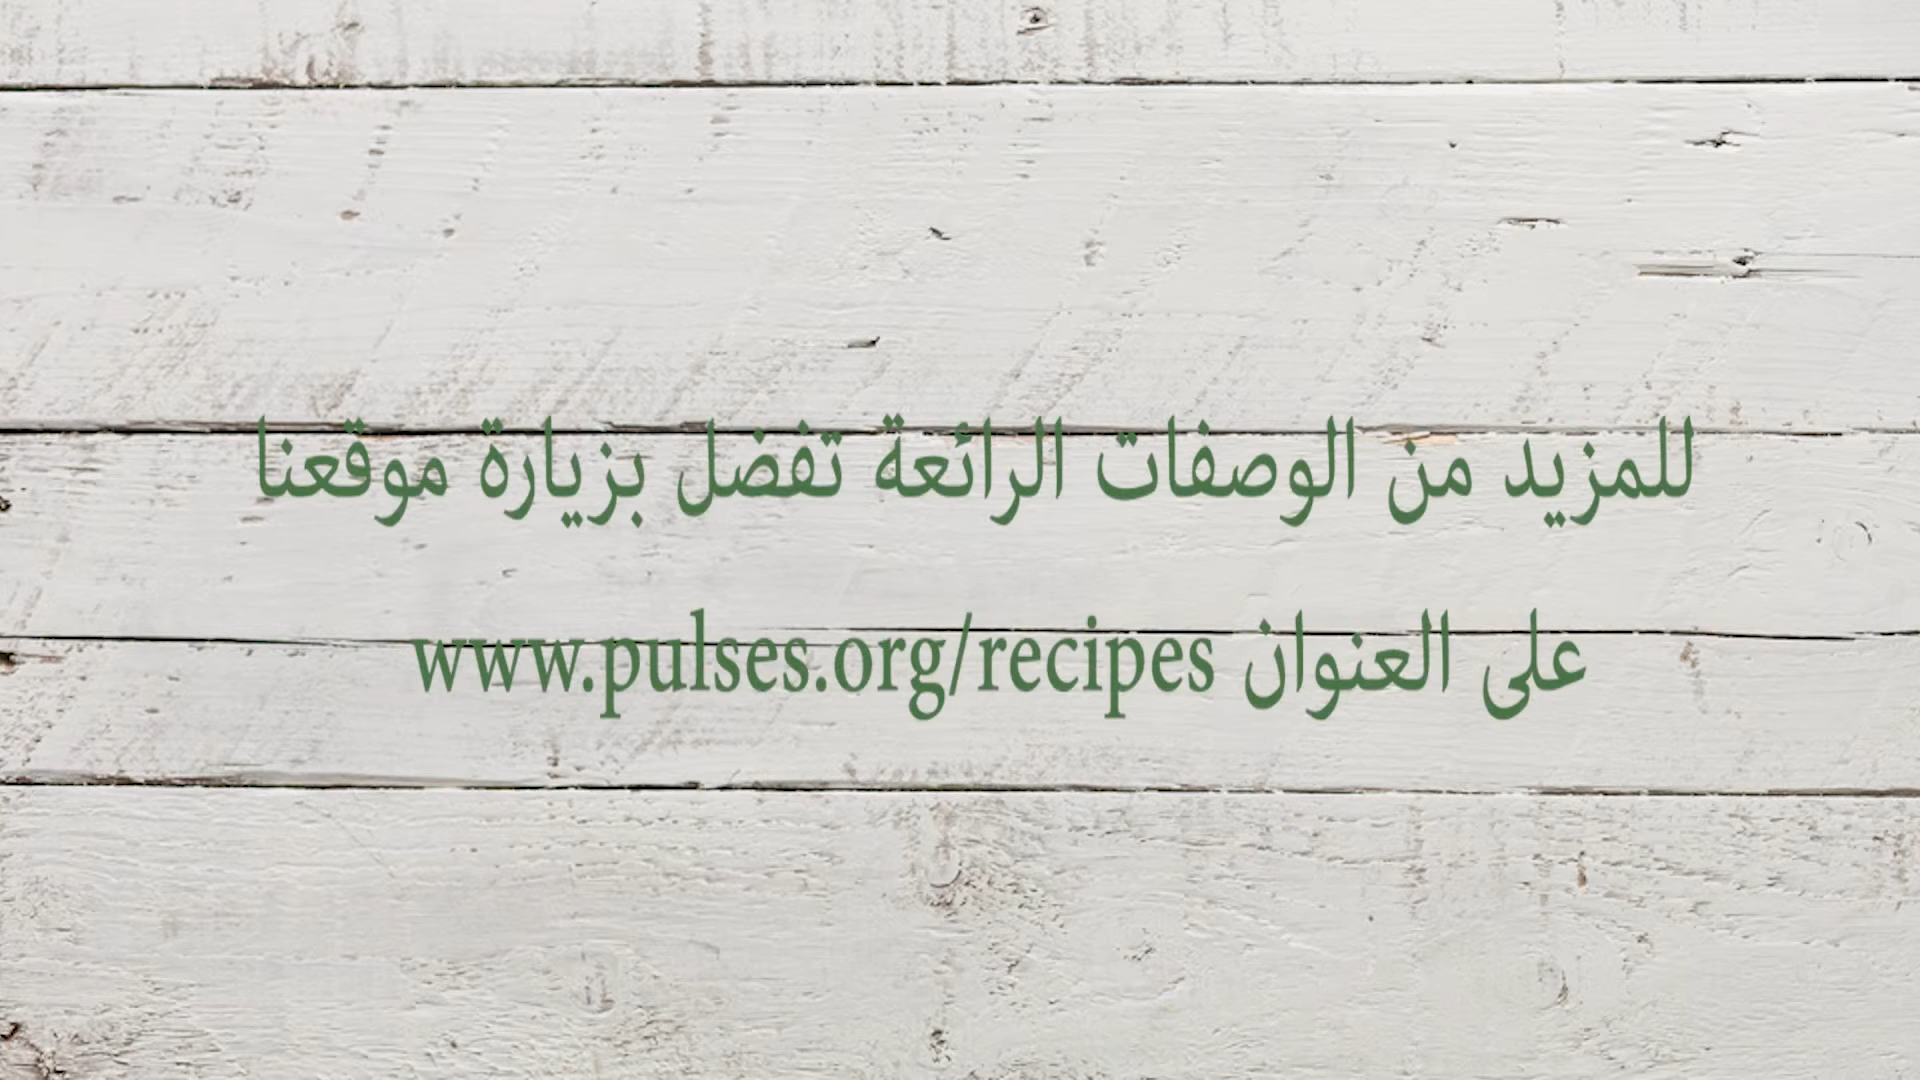 للمزيد من الوصفات الرائعة تفضل بزيارة موقعنا
على العنوان www.pulses.org/recipes